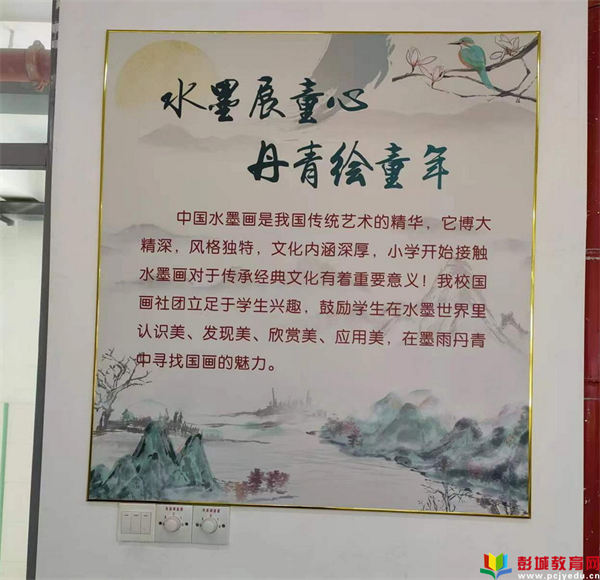 水墨展童心
丹青绘童年
中国水墨画是我国传统艺术的精华，它博大
精深，风格独特，文化内涵深厚，小学开始接触
水墨画对于传承经典文化有着重要意义！我校国
画社团立足于学生兴趣，鼓励学生在水墨世界里
认识美、发现美、欣赏美、应用美，在墨雨丹青
中寻找国画的魅力。
彭城教育网
www.pcjyedu.cn